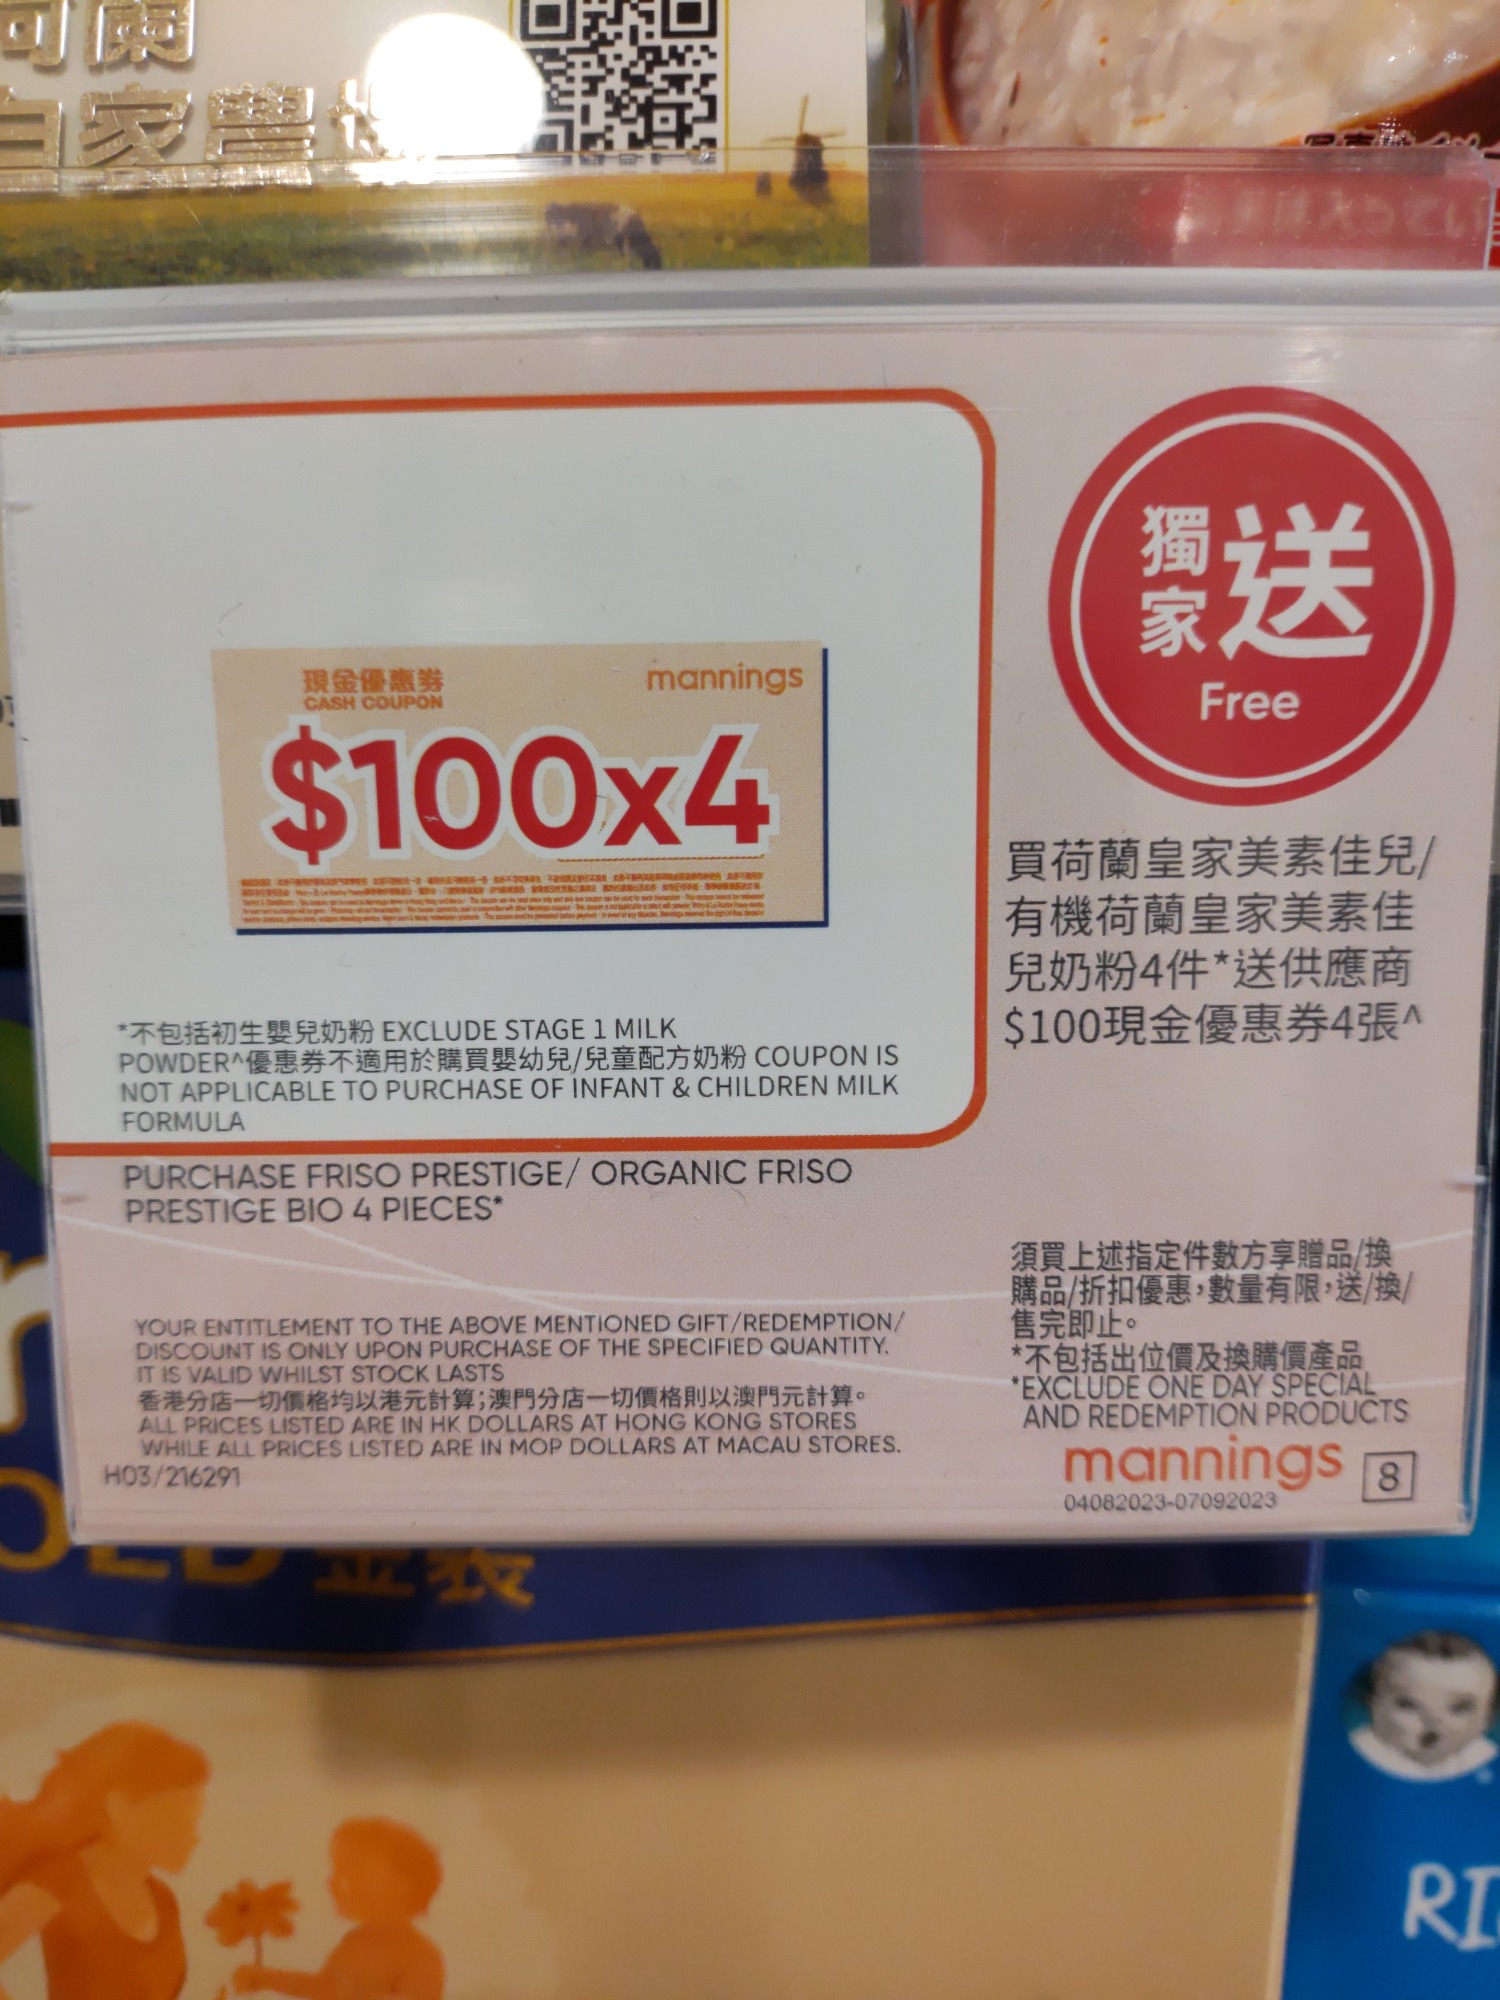 荷蘭
自家農場
獨家送
Free
現金優惠券
CASH COUPON
mannings
$100x4
買荷蘭皇家美素佳兒/
有機荷蘭皇家美素佳
兒奶粉4件*送供應商
$100現金優惠券4張^
*不包括初生嬰兒奶粉 EXCLUDE STAGE 1 MILK
POWDER^優惠券不適用於購買嬰幼兒/兒童配方奶粉 COUPON IS
NOT APPLICABLE TO PURCHASE OF INFANT & CHILDREN MILK
FORMULA
PURCHASE FRISO PRESTIGE/ ORGANIC FRISO
PRESTIGE BIO 4 PIECES*
須買上述指定件數方享贈品/換
購品/折扣優惠，數量有限，送/換/
售完即止。
*不包括出位價及換購價產品
*EXCLUDE ONE DAY SPECIAL
AND REDEMPTION PRODUCTS
YOUR ENTITLEMENT TO THE ABOVE MENTIONED GIFT/REDEMPTION/
DISCOUNT IS ONLY UPON PURCHASE OF THE SPECIFIED QUANTITY.
IT IS VALID WHILST STOCK LASTS
香港分店一切價格均以港元計算；澳門分店一切價格則以澳門元計算。
ALL PRICES LISTED ARE IN HK DOLLARS AT HONG KONG STORES
WHILE ALL PRICES LISTED ARE IN MOP DOLLARS AT MACAU STORES.
H03/216291
mannings
8
04082023-07092023
金裝